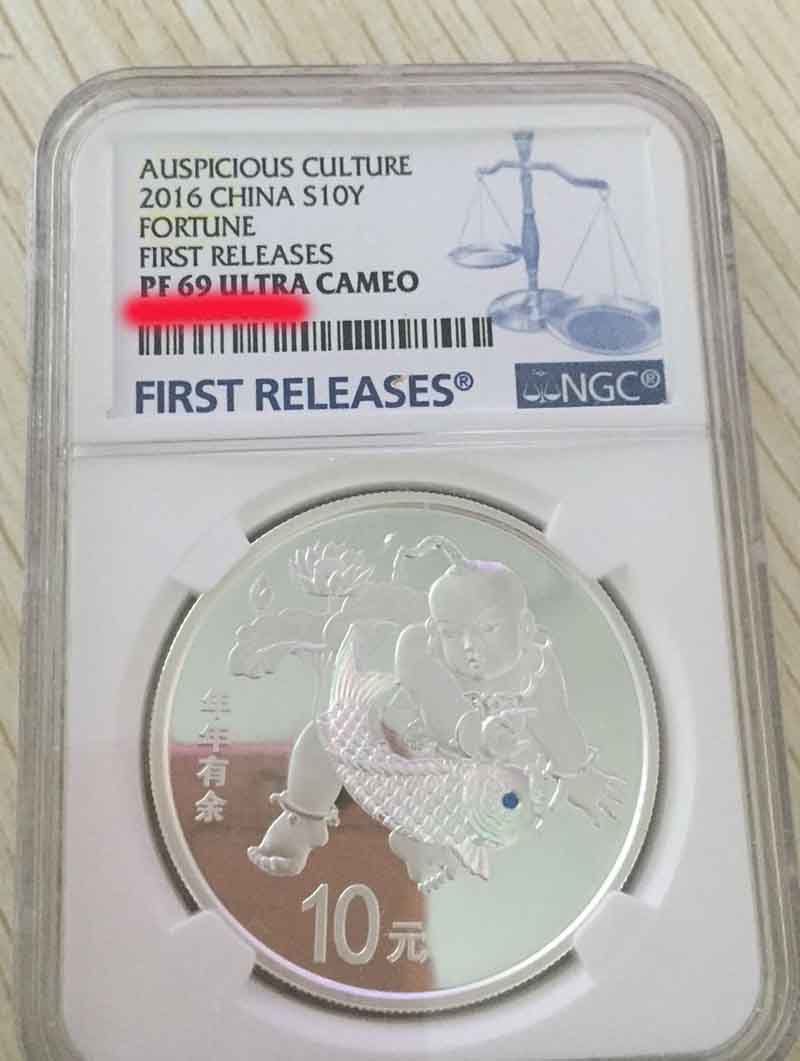 AUSPICIOUS CULTURE
2016 CHINA S10Y
FORTUNE
FIRST RELEASES
PF 69 ULTRA CAMEO
FIRST RELEASES®
NGC®
年年有余
10元